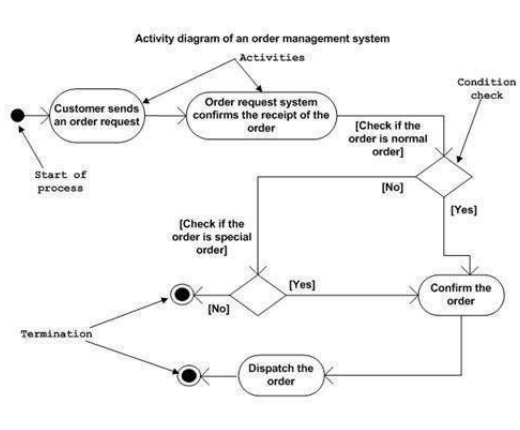 Activity diagram of an order management system
Activities
Condition
check
Customer sends
an order request
Order request system
confirms the receipt of the
order
[Check if the
order is normal
order]
Start of
process
[No]
[Yes]
[Check if the
order is special
order]
[Yes]
[No]
Confirm the
order
Termination
Dispatch the
order